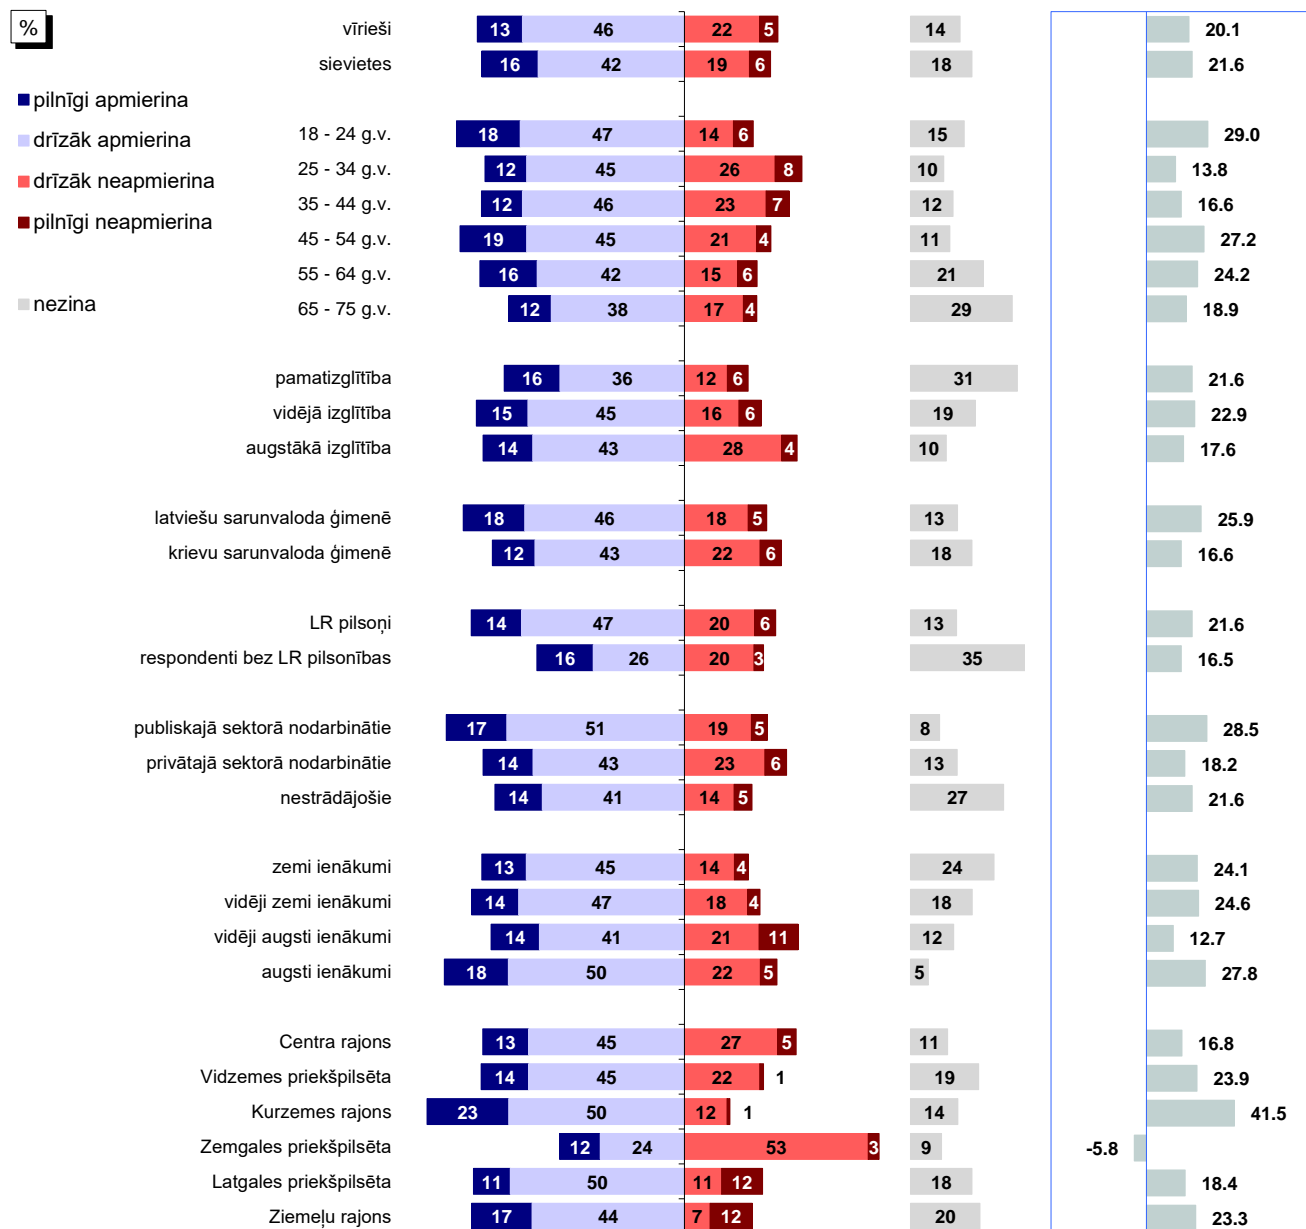 %
pilnīgi apmierina
drīzāk apmierina
drīzāk neapmierina
pilnīgi neapmierina
nezina
vīrieši 13 46 22 5 14 20.1
sievietes 16 42 19 6 18 21.6
18 - 24 g.v. 18 47 14 6 15 29.0
25 - 34 g.v. 12 45 26 8 10 13.8
35 - 44 g.v. 12 46 23 7 12 16.6
45 - 54 g.v. 19 45 21 4 11 27.2
55 - 64 g.v. 16 42 15 6 21 24.2
65 - 75 g.v. 12 38 17 4 29 18.9
pamatizglītība 16 36 12 6 31 21.6
vidējā izglītība 15 45 16 6 19 22.9
augstākā izglītība 14 43 28 4 10 17.6
latviešu sarunvaloda ģimenē 18 46 18 5 13 25.9
krievu sarunvaloda ģimenē 12 43 22 6 18 16.6
LR pilsoņi 14 47 20 6 13 21.6
respondenti bez LR pilsonības 16 26 20 3 35 16.5
publiskajā sektorā nodarbinātie 17 51 19 5 8 28.5
privātajā sektorā nodarbinātie 14 43 23 6 13 18.2
nestrādājošie 14 41 14 5 27 21.6
zemi ienākumi 13 45 14 4 24 24.1
vidēji zemi ienākumi 14 47 18 4 18 24.6
vidēji augsti ienākumi 14 41 21 11 12 12.7
augsti ienākumi 18 50 22 5 5 27.8
Centra rajons 13 45 27 5 11 16.8
Vidzemes priekšpilsēta 14 45 22 1 19 23.9
Kurzemes rajons 23 50 12 1 14 41.5
Zemgales priekšpilsēta 12 24 53 3 9 -5.8
Latgales priekšpilsēta 11 50 11 12 18 18.4
Ziemeļu rajons 17 44 7 12 20 23.3